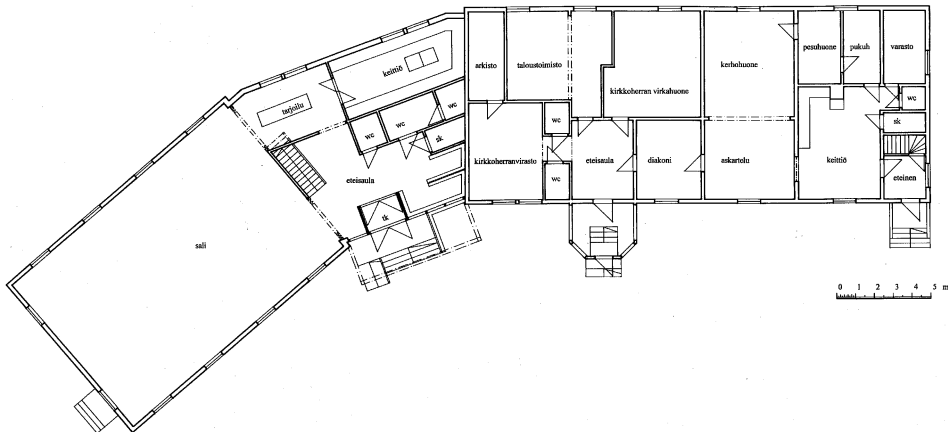 arkisto
taloustoimisto
kirkkoherran virkahuone
kerhohuone
pesuhuone
pukuh
varasto
keittiö
tarjoilu
wc
wc
wc
sk
wc
sk
kirkkoherranvirasto
wc
wc
eteisaula
diakoni
askartelu
keittiö
eteinen
eteisaula
tk
sali
0 1 2 3 4 5 m